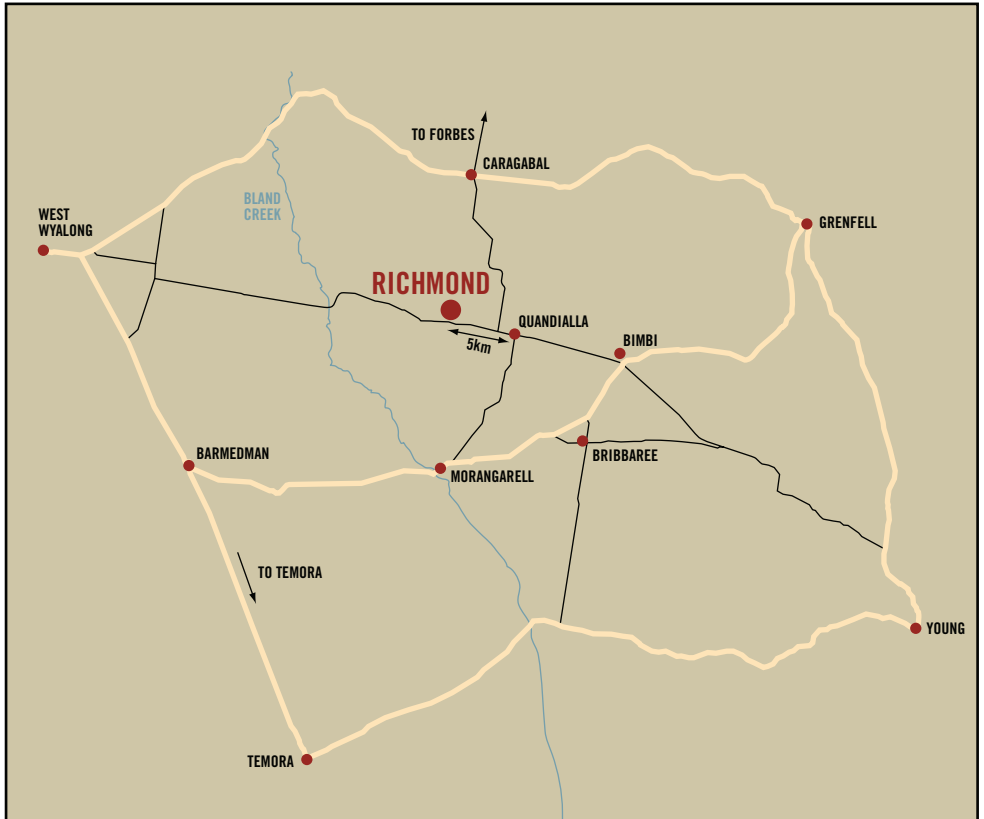 TO FORBES
CARAGABAL
BLAND
CREEK
WEST
WYALONG
GRENFELL
RICHMOND
QUANDIALLA
5km
BIMBI
BARMEDMAN
BRIBBAREE
MORANGARELL
TO TEMORA
YOUNG
TEMORA